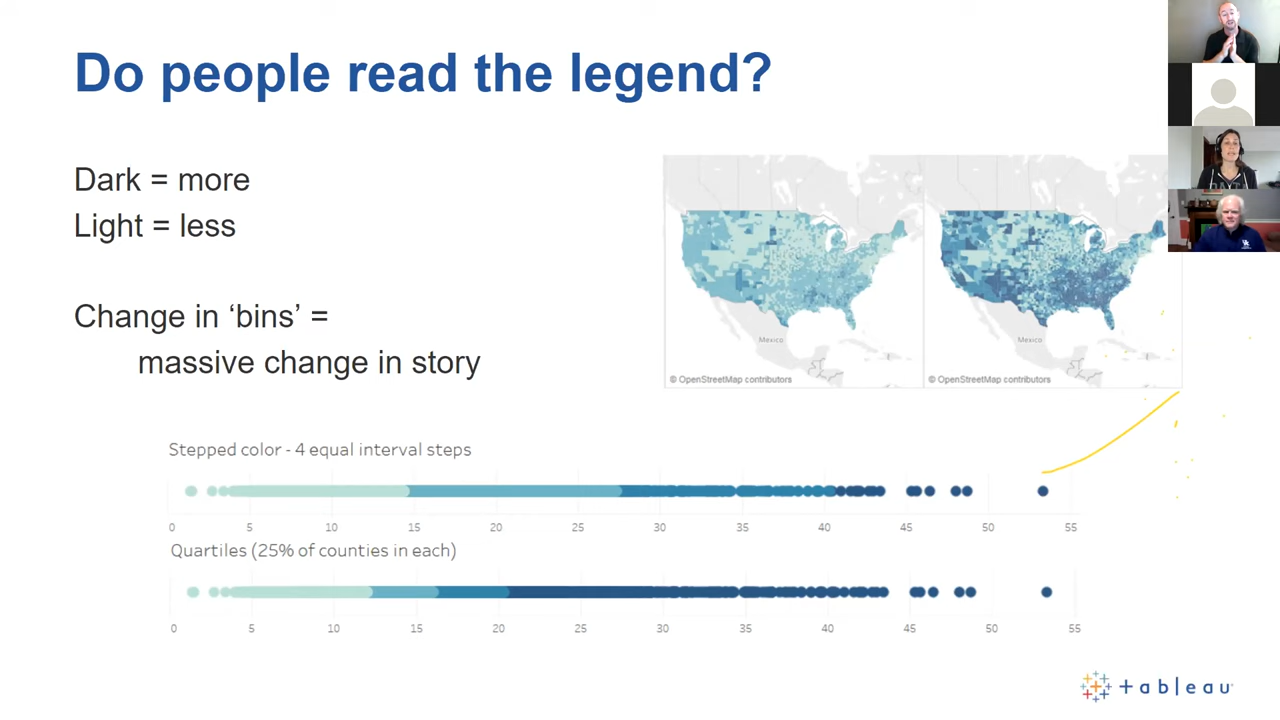 Do people read the legend?
Dark = more
Light = less
Change in ‘bins’ =
massive change in story
Mexico
© OpenStreetMap contributors
Mexico
© OpenStreetMap contributors
Stepped color - 4 equal interval steps
0 5 10 15 20 25 30 35 40 45 50 55
Quartiles (25% of counties in each)
0 5 10 15 20 25 30 35 40 45 50 55
tableau